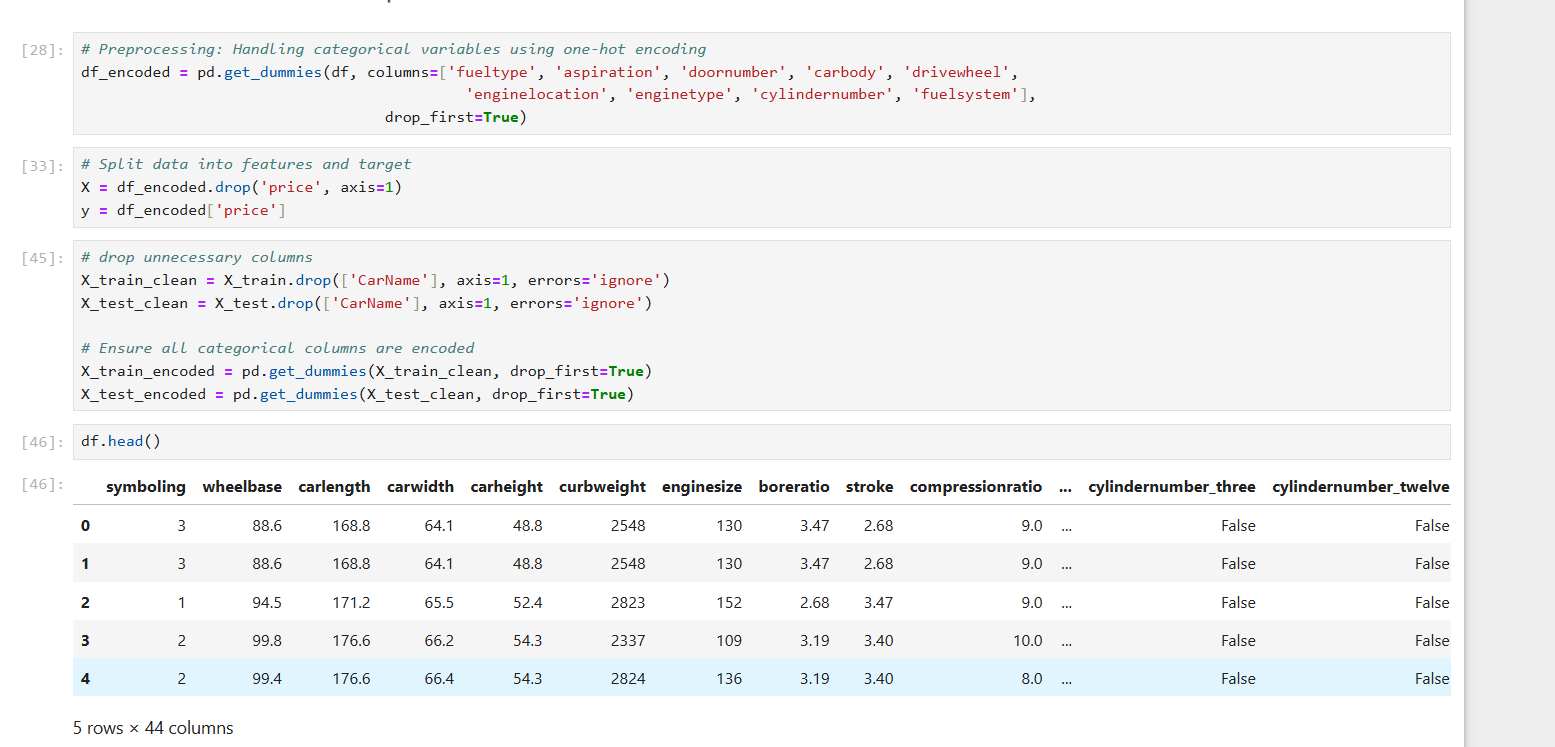 [28]: # Preprocessing: Handling categorical variables using one-hot encoding
df_encoded = pd.get_dummies(df, columns=['fueltype', 'aspiration', 'doornumber', 'carbody', 'drivewheel',
'enginelocation', 'enginetype', 'cylindernumber', 'fuelsystem'],
drop_first=True)
[33]: # Split data into features and target
X = df_encoded.drop('price', axis=1)
y = df_encoded['price']
[45]: # drop unnecessary columns
X_train_clean = X_train.drop(['CarName'], axis=1, errors='ignore')
X_test_clean = X_test.drop(['CarName'], axis=1, errors='ignore')
# Ensure all categorical columns are encoded
X_train_encoded = pd.get_dummies(X_train_clean, drop_first=True)
X_test_encoded = pd.get_dummies(X_test_clean, drop_first=True)
[46]: df.head()
[46]: symboling wheelbase carlength carwidth carheight curbweight enginesize boreratio stroke compressionratio ... cylindernumber_three cylindernumber_twelve
0 3 88.6 168.8 64.1 48.8 2548 130 3.47 2.68 9.0 ... False False
1 3 88.6 168.8 64.1 48.8 2548 130 3.47 2.68 9.0 ... False False
2 1 94.5 171.2 65.5 52.4 2823 152 2.68 3.47 9.0 ... False False
3 2 99.8 176.6 66.2 54.3 2337 109 3.19 3.40 10.0 ... False False
4 2 99.4 176.6 66.4 54.3 2824 136 3.19 3.40 8.0 ... False False
5 rows × 44 columns